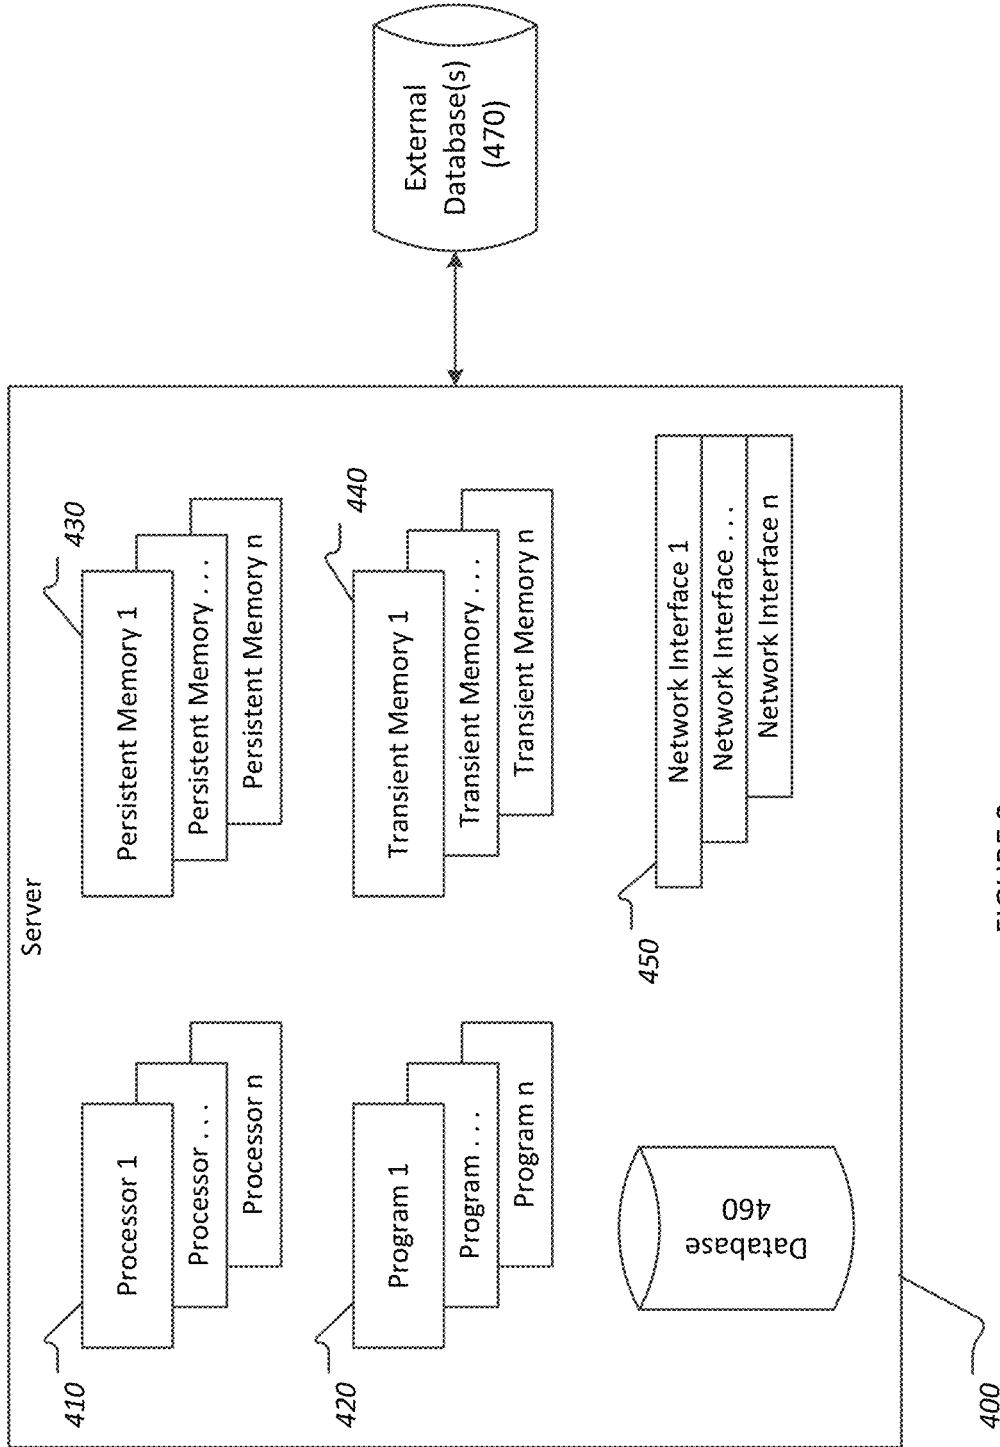 Server
410
430
Processor 1
Processor . . .
Processor n
Persistent Memory 1
Persistent Memory . . .
Persistent Memory n
420
440
Program 1
Program . . .
Program n
Transient Memory 1
Transient Memory . . .
Transient Memory n
External
Database(s)
(470)
450
Network Interface 1
Network Interface . . .
Network Interface n
Database
460
400
FIGURE